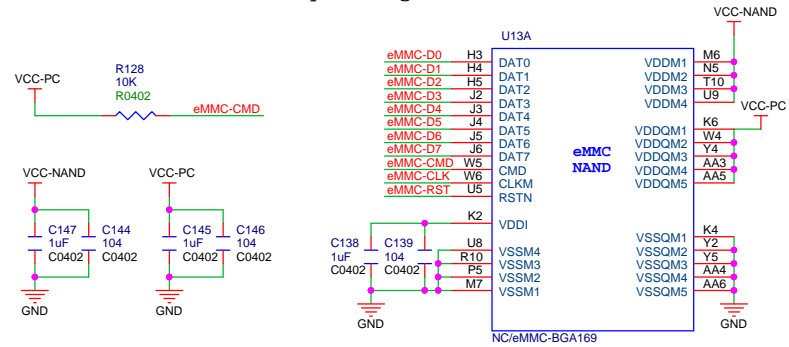 VCC-NAND
U13A
eMMC-D0 H3 DAT0 VDDM1 M6
eMMC-D1 H4 DAT1 VDDM2 N5
eMMC-D2 H5 DAT2 VDDM3 T10
eMMC-D3 J2 DAT3 VDDM4 U9
eMMC-D4 J3 DAT4
eMMC-D5 J4 DAT5 VDDQM1 K6
eMMC-D6 J5 DAT6 VDDQM2 W4
eMMC-D7 J6 DAT7 VDDQM3 Y4
eMMC-CMD W5 CMD VDDQM4 AA3
eMMC-CLK W6 CLKM VDDQM5 AA5
eMMC-RST U5 RSTN
VCC-PC
eMMC
NAND
K2 VDDI
VSSQM1 K4
U8 VSSM4 VSSQM2 Y2
R10 VSSM3 VSSQM3 Y5
P5 VSSM2 VSSQM4 AA4
M7 VSSM1 VSSQM5 AA6
NC/eMMC-BGA169
GND
C138
1uF
C0402
C139
104
C0402
GND
VCC-PC
R128
10K
R0402
eMMC-CMD
VCC-NAND
C147
1uF
C0402
C144
104
C0402
GND
VCC-PC
C145
1uF
C0402
C146
104
C0402
GND